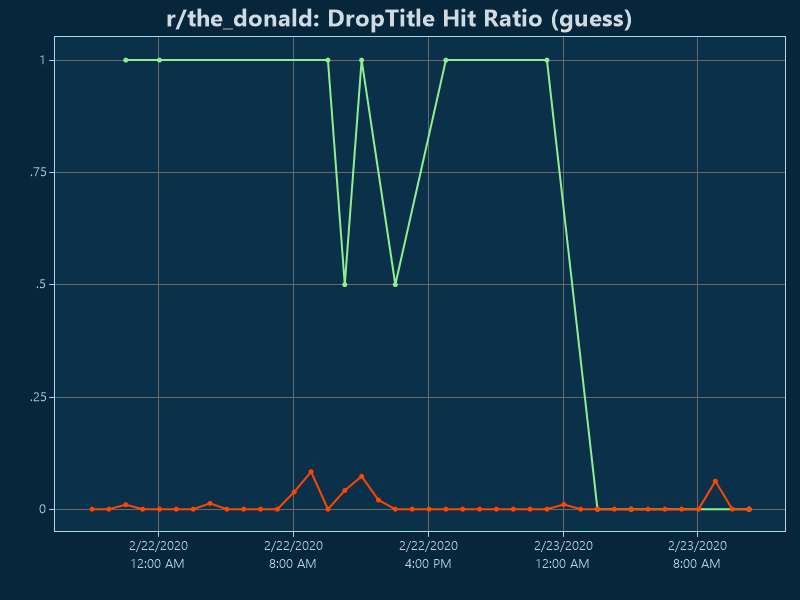 r/the_donald: DropTitle Hit Ratio (guess)
1
.75
.5
.25
0
2/22/2020 2/22/2020 2/22/2020 2/23/2020 2/23/2020
12:00 AM 8:00 AM 4:00 PM 12:00 AM 8:00 AM